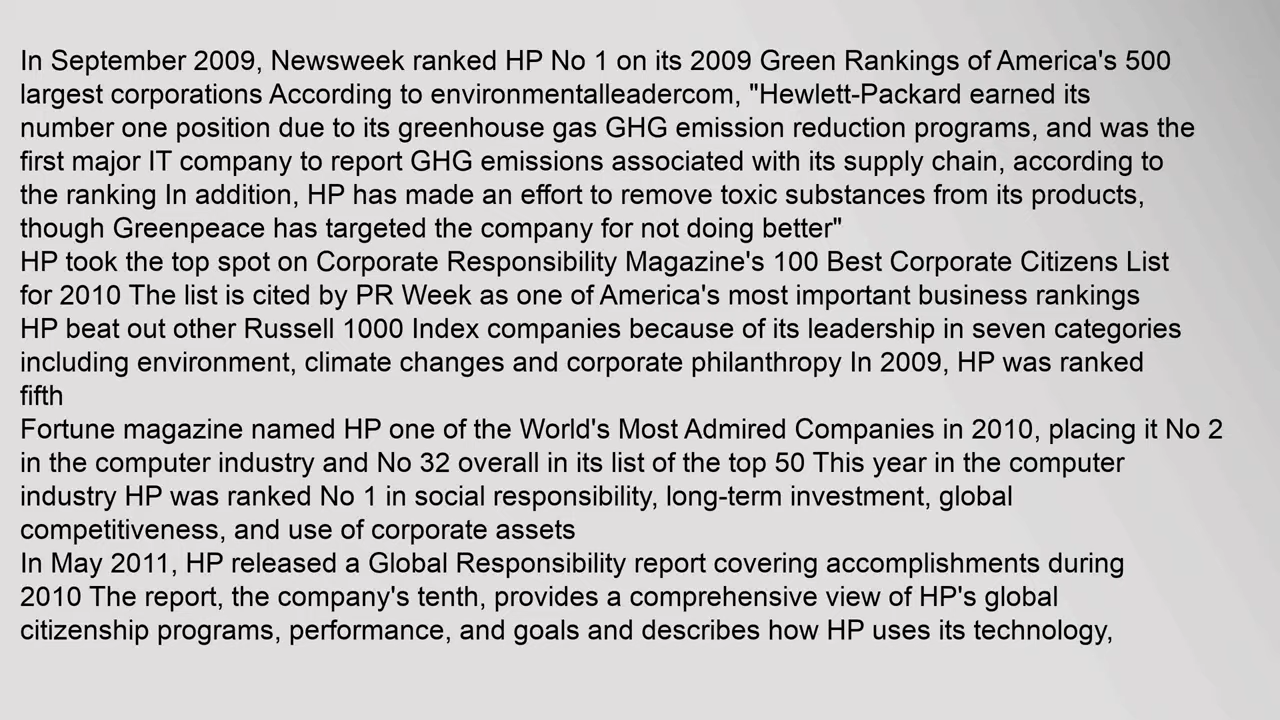 In September 2009, Newsweek ranked HP No 1 on its 2009 Green Rankings of America's 500
largest corporations According to environmentalleadercom, "Hewlett-Packard earned its
number one position due to its greenhouse gas GHG emission reduction programs, and was the
first major IT company to report GHG emissions associated with its supply chain, according to
the ranking In addition, HP has made an effort to remove toxic substances from its products,
though Greenpeace has targeted the company for not doing better"
HP took the top spot on Corporate Responsibility Magazine's 100 Best Corporate Citizens List
for 2010 The list is cited by PR Week as one of America's most important business rankings
HP beat out other Russell 1000 Index companies because of its leadership in seven categories
including environment, climate changes and corporate philanthropy In 2009, HP was ranked
fifth
Fortune magazine named HP one of the World's Most Admired Companies in 2010, placing it No 2
in the computer industry and No 32 overall in its list of the top 50 This year in the computer
industry HP was ranked No 1 in social responsibility, long-term investment, global
competitiveness, and use of corporate assets
In May 2011, HP released a Global Responsibility report covering accomplishments during
2010 The report, the company's tenth, provides a comprehensive view of HP's global
citizenship programs, performance, and goals and describes how HP uses its technology,